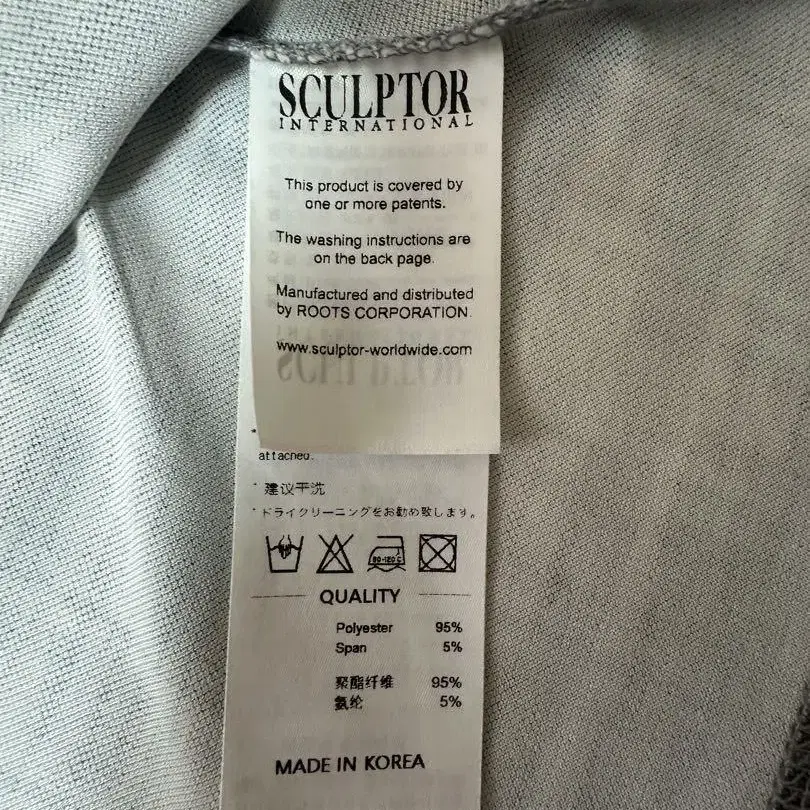 SCULPTOR
INTERNATIONAL
This product is covered by
one or more patents.
The washing instructions are
on the back page.
Manufactured and distributed
by ROOTS CORPORATION.
www.sculptor-worldwide.com
attached.
* 建议干洗
* ドライクリーニングをお勧め致します。
80-120℃
QUALITY
Polyester 95%
Span 5%
聚酯纤维 95%
氨纶 5%
MADE IN KOREA